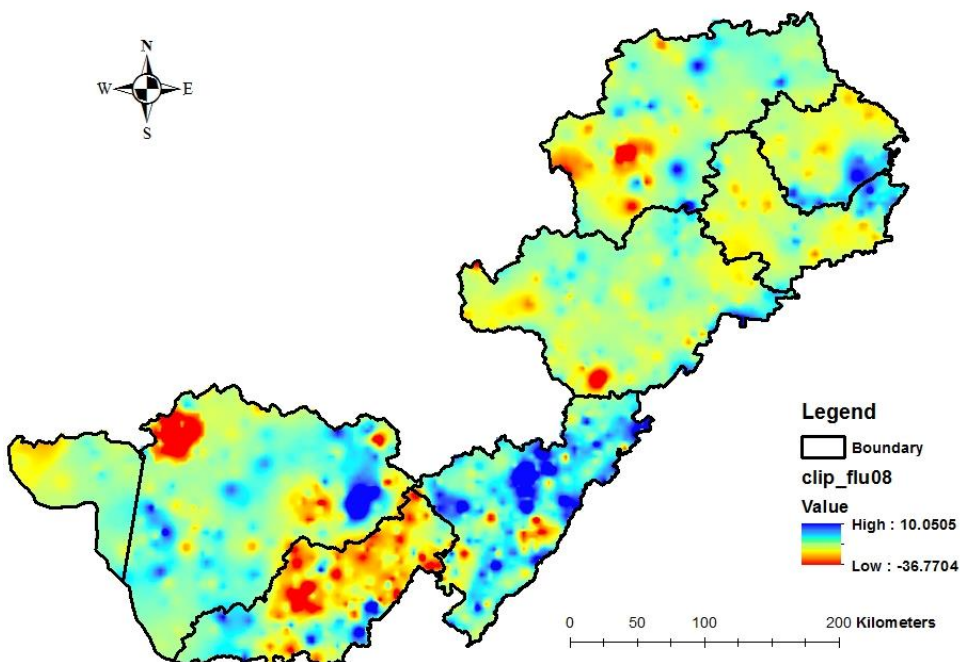 N
W E
S
Legend
Boundary
clip_flu08
Value
High : 10.0505
Low : -36.7704
0 50 100 200 Kilometers